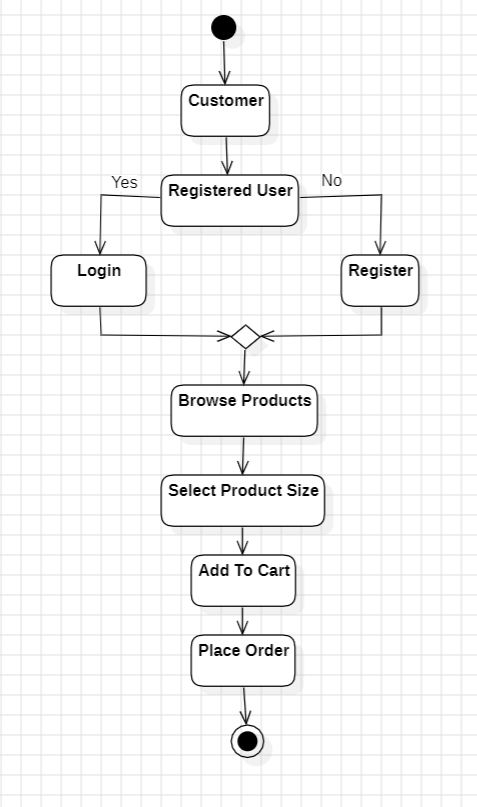 Customer
Registered User
Yes
No
Login
Register
Browse Products
Select Product Size
Add To Cart
Place Order